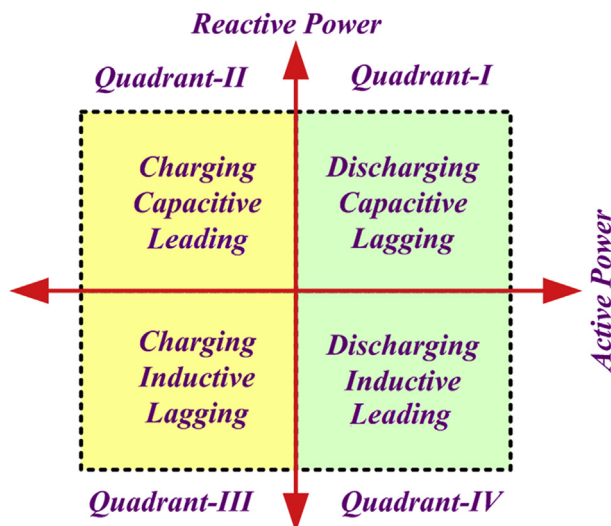 Reactive Power
Quadrant-II
Quadrant-I
Charging
Capacitive
Leading
Discharging
Capacitive
Lagging
Active Power
Charging
Inductive
Lagging
Discharging
Inductive
Leading
Quadrant-III
Quadrant-IV